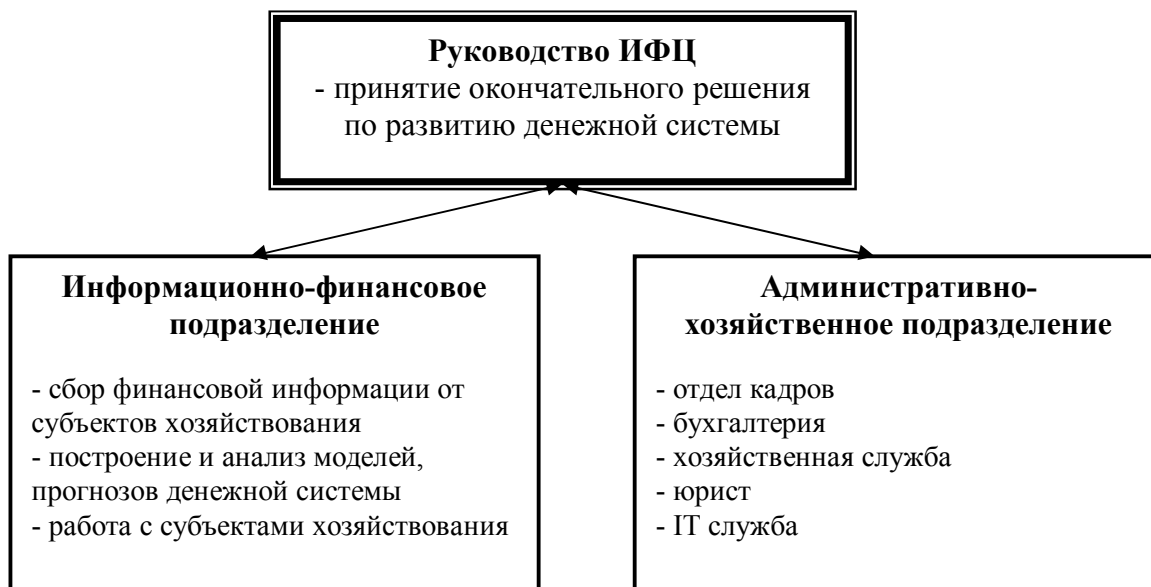 Руководство ИФЦ
- принятие окончательного решения
по развитию денежной системы
Информационно-финансовое
подразделение
- сбор финансовой информации от
субъектов хозяйствования
- построение и анализ моделей,
прогнозов денежной системы
- работа с субъектами хозяйствования
Административно-
хозяйственное подразделение
- отдел кадров
- бухгалтерия
- хозяйственная служба
- юрист
- IT служба